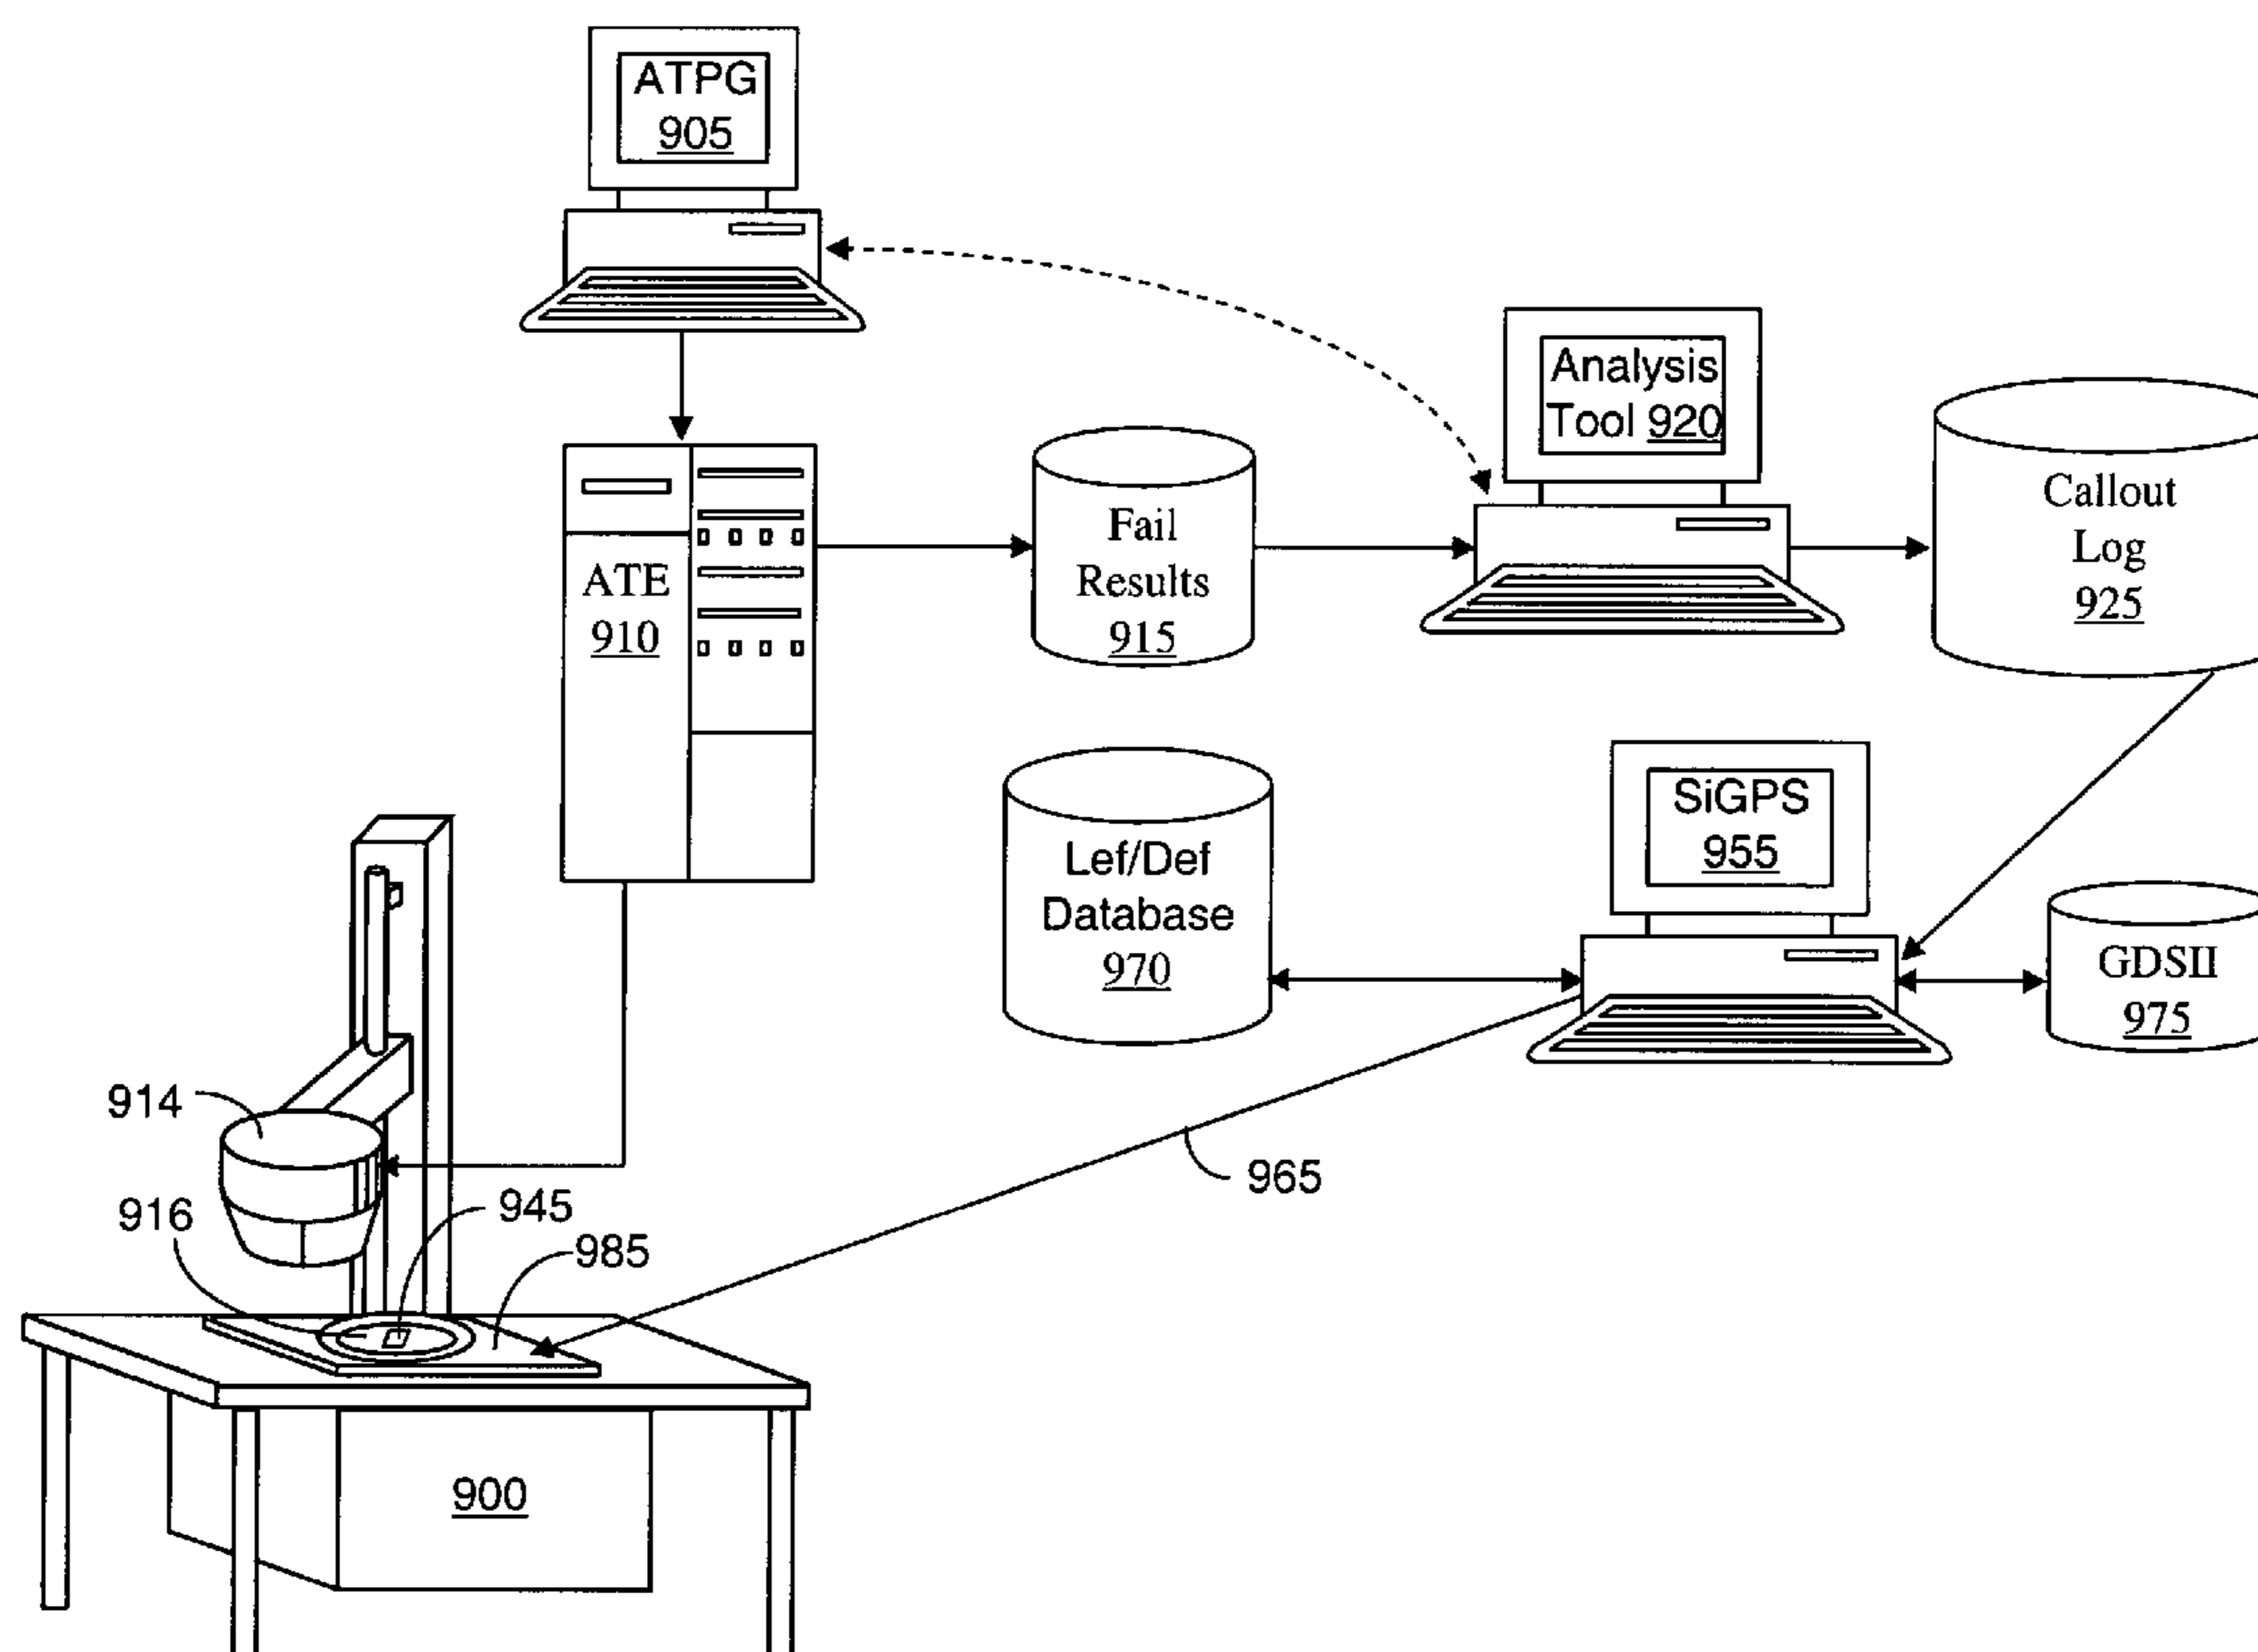 ATPG
905
Analysis
Tool 920
Callout
Log
925
Fail
Results
915
ATE
910
SiGPS
955
Lef/Def
Database
970
GDSII
975
914
965
916
945
985
900